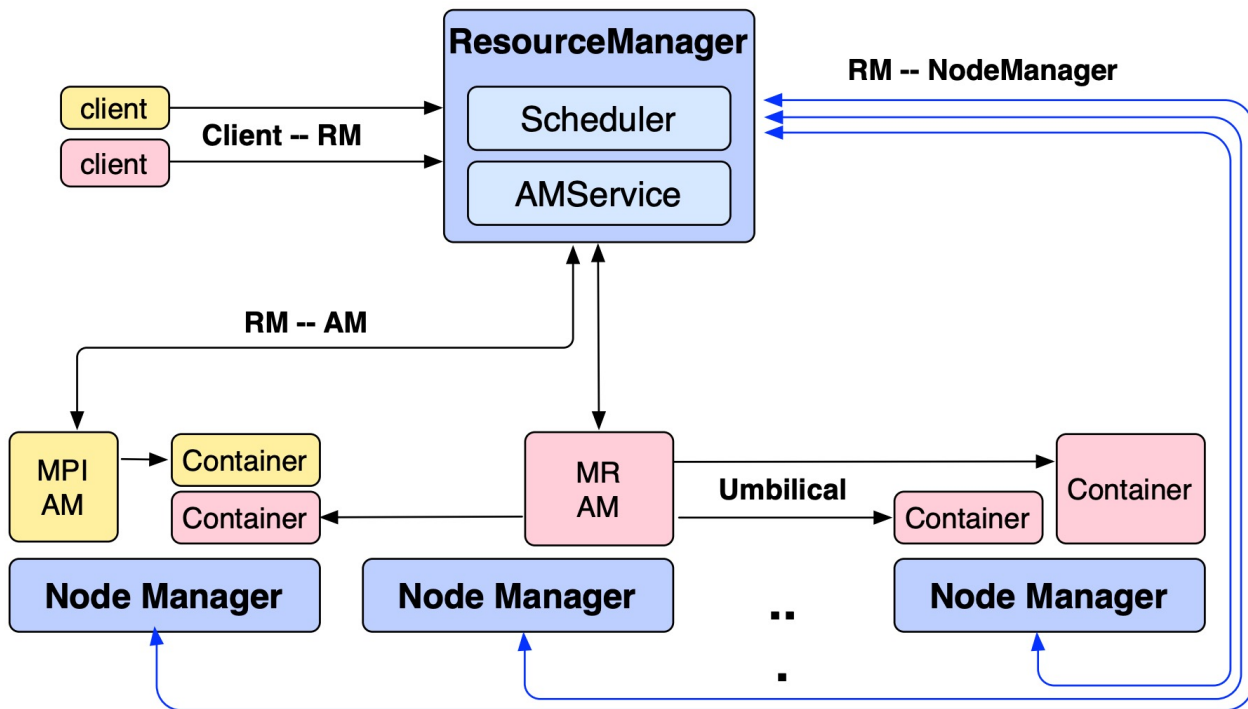 ResourceManager
RM -- NodeManager
client
Scheduler
Client -- RM
client
AMService
RM -- AM
MPI
AM
Container
Container
MR
AM
Umbilical
Container
Container
Node Manager
Node Manager
..
.
Node Manager